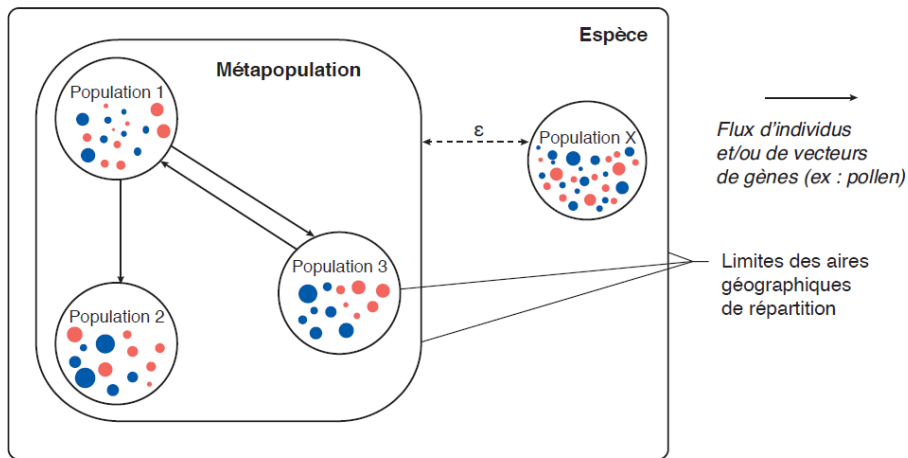 Espèce
Métapopulation
Population 1
ε
Population X
Flux d'individus
et/ou de vecteurs
de gènes (ex : pollen)
Population 3
Limites des aires
géographiques
de répartition
Population 2